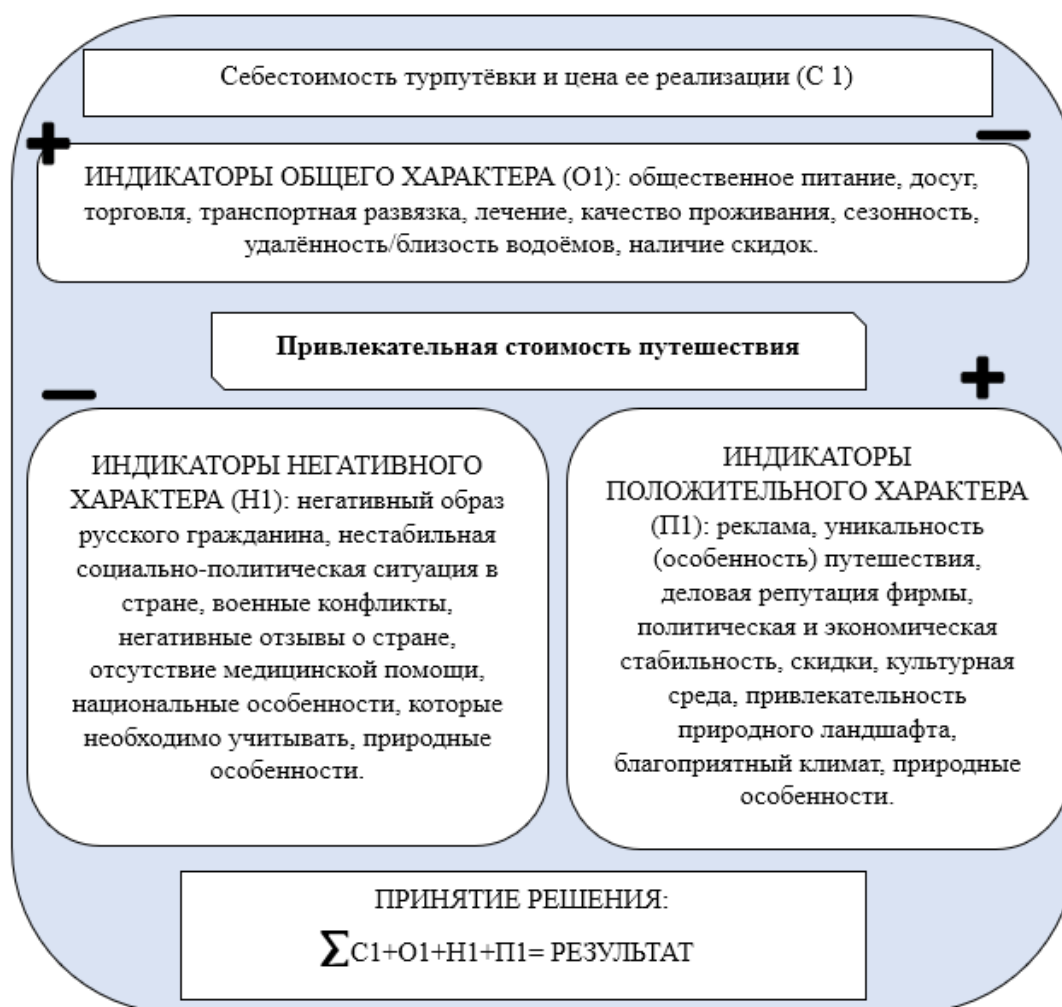 Себестоимость турпутёвки и цена ее реализации (С 1)
+
−
ИНДИКАТОРЫ ОБЩЕГО ХАРАКТЕРА (О1): общественное питание, досуг,
торговля, транспортная развязка, лечение, качество проживания, сезонность,
удалённость/близость водоёмов, наличие скидок.
Привлекательная стоимость путешествия
−
+
ИНДИКАТОРЫ НЕГАТИВНОГО
ХАРАКТЕРА (Н1): негативный образ
русского гражданина, нестабильная
социально-политическая ситуация в
стране, военные конфликты,
негативные отзывы о стране,
отсутствие медицинской помощи,
национальные особенности, которые
необходимо учитывать, природные
особенности.
ИНДИКАТОРЫ
ПОЛОЖИТЕЛЬНОГО ХАРАКТЕРА
(П1): реклама, уникальность
(особенность) путешествия,
деловая репутация фирмы,
политическая и экономическая
стабильность, скидки, культурная
среда, привлекательность
природного ландшафта,
благоприятный климат, природные
особенности.
ПРИНЯТИЕ РЕШЕНИЯ:
∑С1+О1+Н1+П1= РЕЗУЛЬТАТ